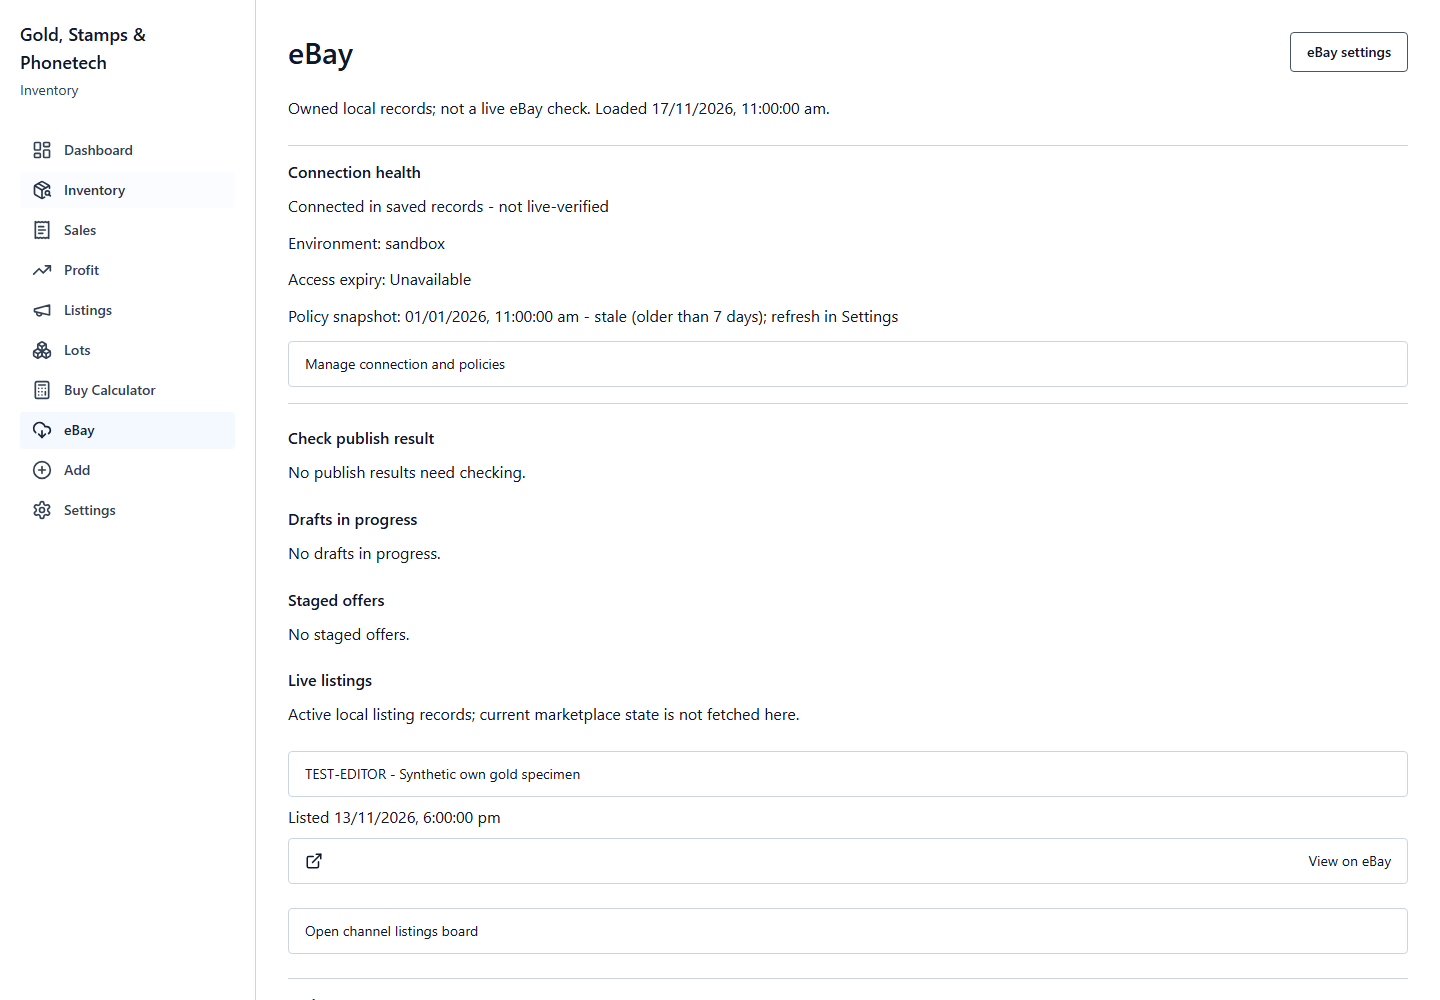 Gold, Stamps &
Phonetech
Inventory
Dashboard
Inventory
Sales
Profit
Listings
Lots
Buy Calculator
eBay
Add
Settings
eBay
eBay settings
Owned local records; not a live eBay check. Loaded 17/11/2026, 11:00:00 am.
Connection health
Connected in saved records - not live-verified
Environment: sandbox
Access expiry: Unavailable
Policy snapshot: 01/01/2026, 11:00:00 am - stale (older than 7 days); refresh in Settings
Manage connection and policies
Check publish result
No publish results need checking.
Drafts in progress
No drafts in progress.
Staged offers
No staged offers.
Live listings
Active local listing records; current marketplace state is not fetched here.
TEST-EDITOR - Synthetic own gold specimen
Listed 13/11/2026, 6:00:00 pm
View on eBay
Open channel listings board